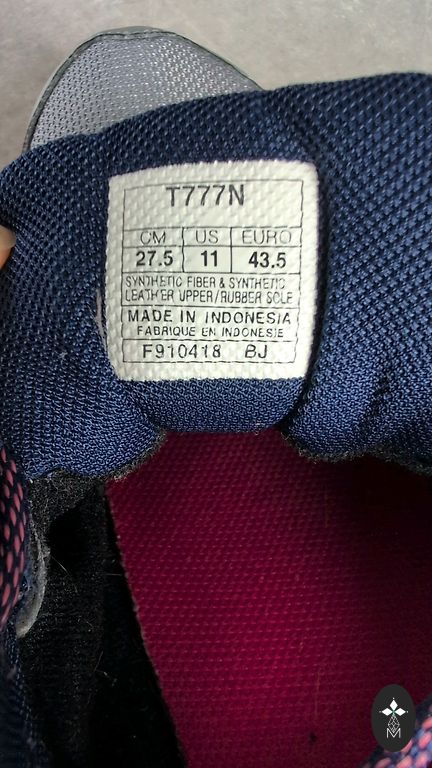 T777N
CM US EURO
27.5 11 43.5
SYNTHETIC FIBER & SYNTHETIC
LEATHER UPPER/RUBBER SOLE
MADE IN INDONESIA
FABRIQUE EN INDONESIE
F910418 BJ
M